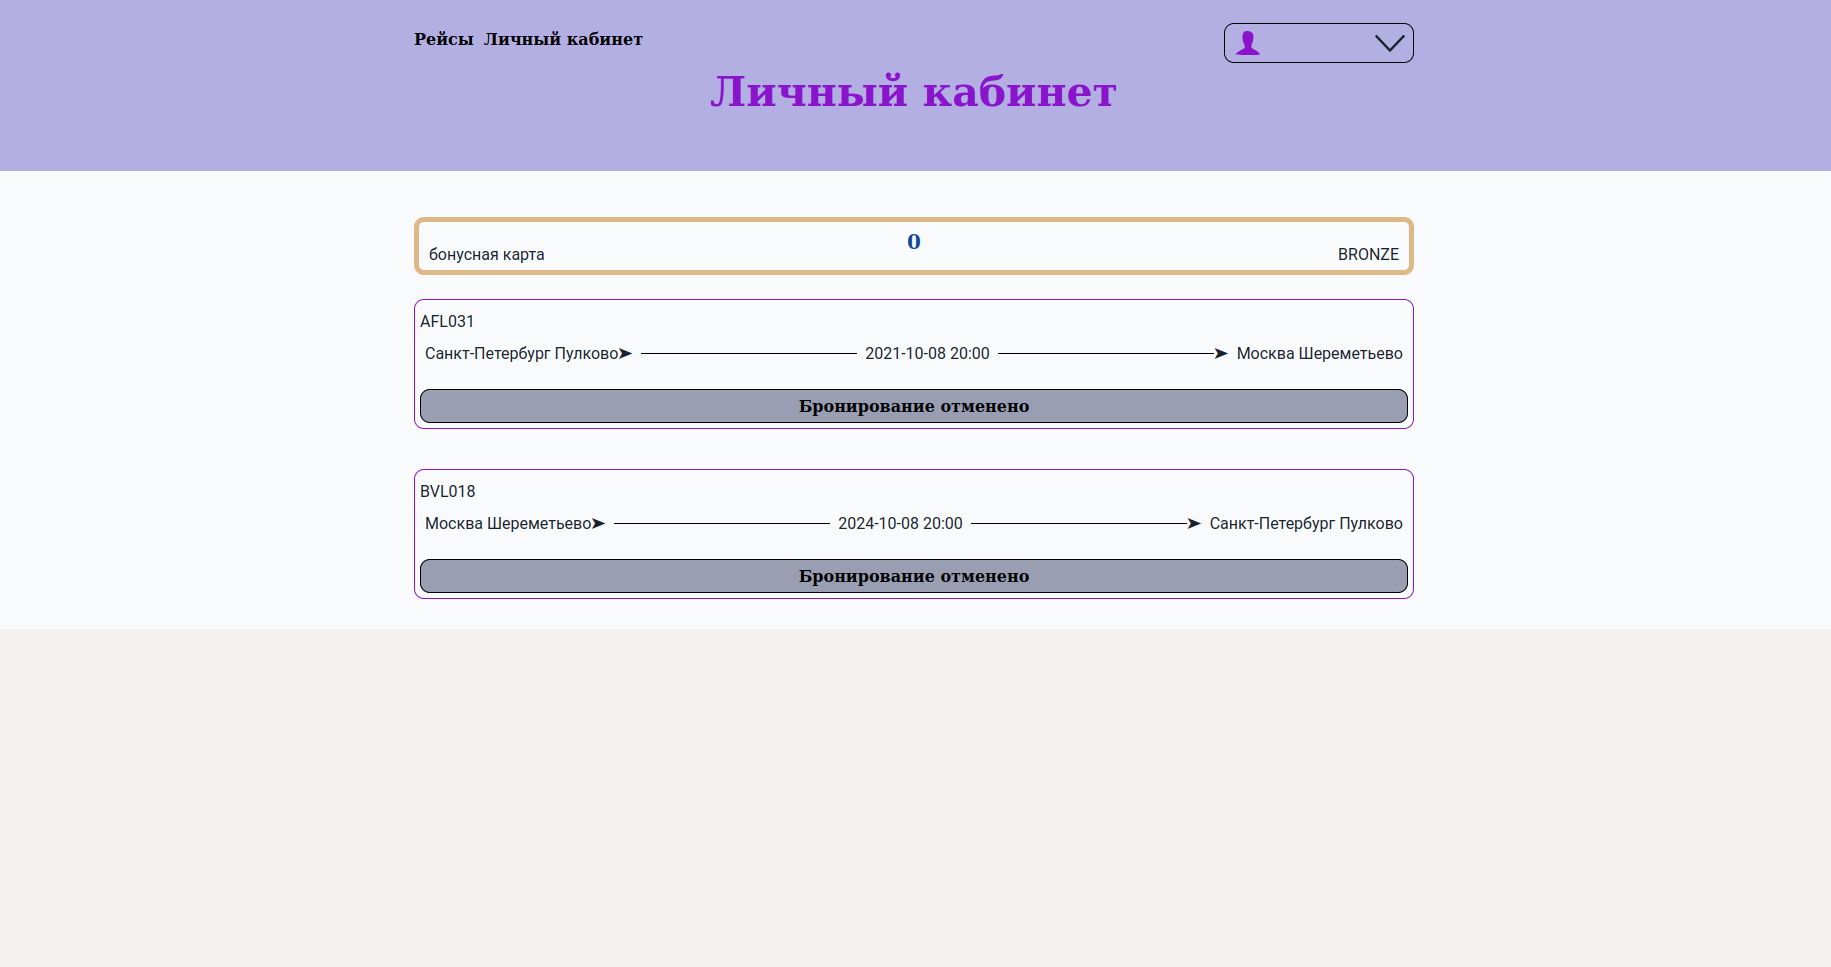 Рейсы Личный кабинет
Личный кабинет
0
бонусная карта BRONZE
AFL031
Санкт-Петербург Пулково 2021-10-08 20:00 Москва Шереметьево
Бронирование отменено
BVL018
Москва Шереметьево 2024-10-08 20:00 Санкт-Петербург Пулково
Бронирование отменено